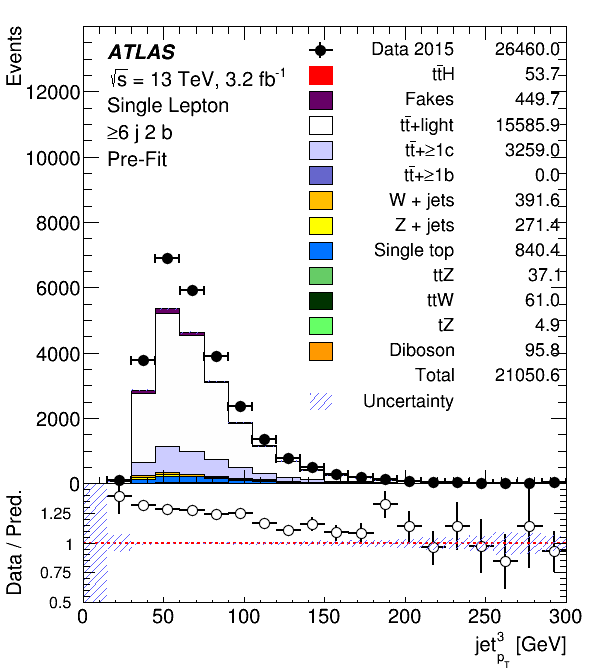 Events
ATLAS
√s = 13 TeV, 3.2 fb-1
Single Lepton
≥6 j 2 b
Pre-Fit
Data 2015 26460.0
tt̄H 53.7
Fakes 449.7
tt̄+light 15585.9
tt̄+≥1c 3259.0
tt̄+≥1b 0.0
W + jets 391.6
Z + jets 271.4
Single top 840.4
ttZ 37.1
ttW 61.0
tZ 4.9
Diboson 95.8
Total 21050.6
Uncertainty
12000
10000
8000
6000
4000
2000
0
Data / Pred.
1.25
1
0.75
0.5
0 50 100 150 200 250 300
jet³pT [GeV]